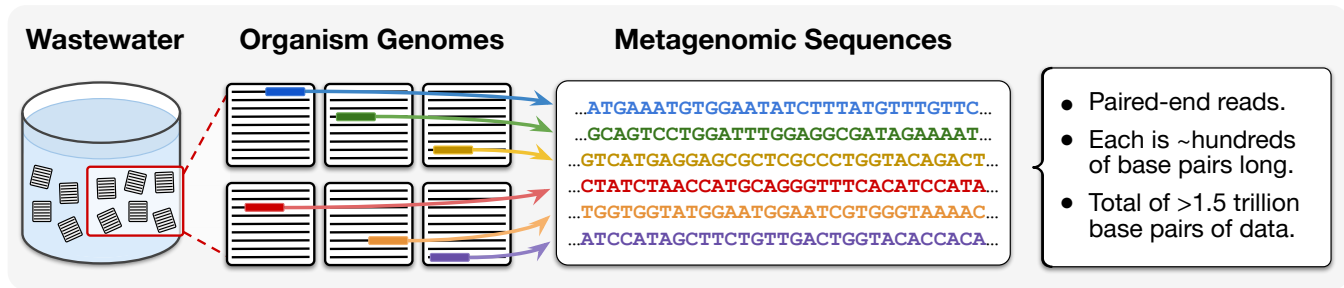 Wastewater
Organism Genomes
Metagenomic Sequences
...ATGAAATGTGGAATATCTTTATGTTTGTTC...
...GCAGTCCTGGATTTGGAGGCGATAGAAAAT...
...GTCATGAGGAGCGCTCGCCCTGGTACAGACT...
...CTATCTAACCATGCAGGGTTTCACATCCATA...
...TGGTGGTATGGAATGGAATCGTGGGTAAAAC...
...ATCCATAGCTTCTGTTGACTGGTACACCACA...
● Paired-end reads.
● Each is ~hundreds
of base pairs long.
● Total of >1.5 trillion
base pairs of data.